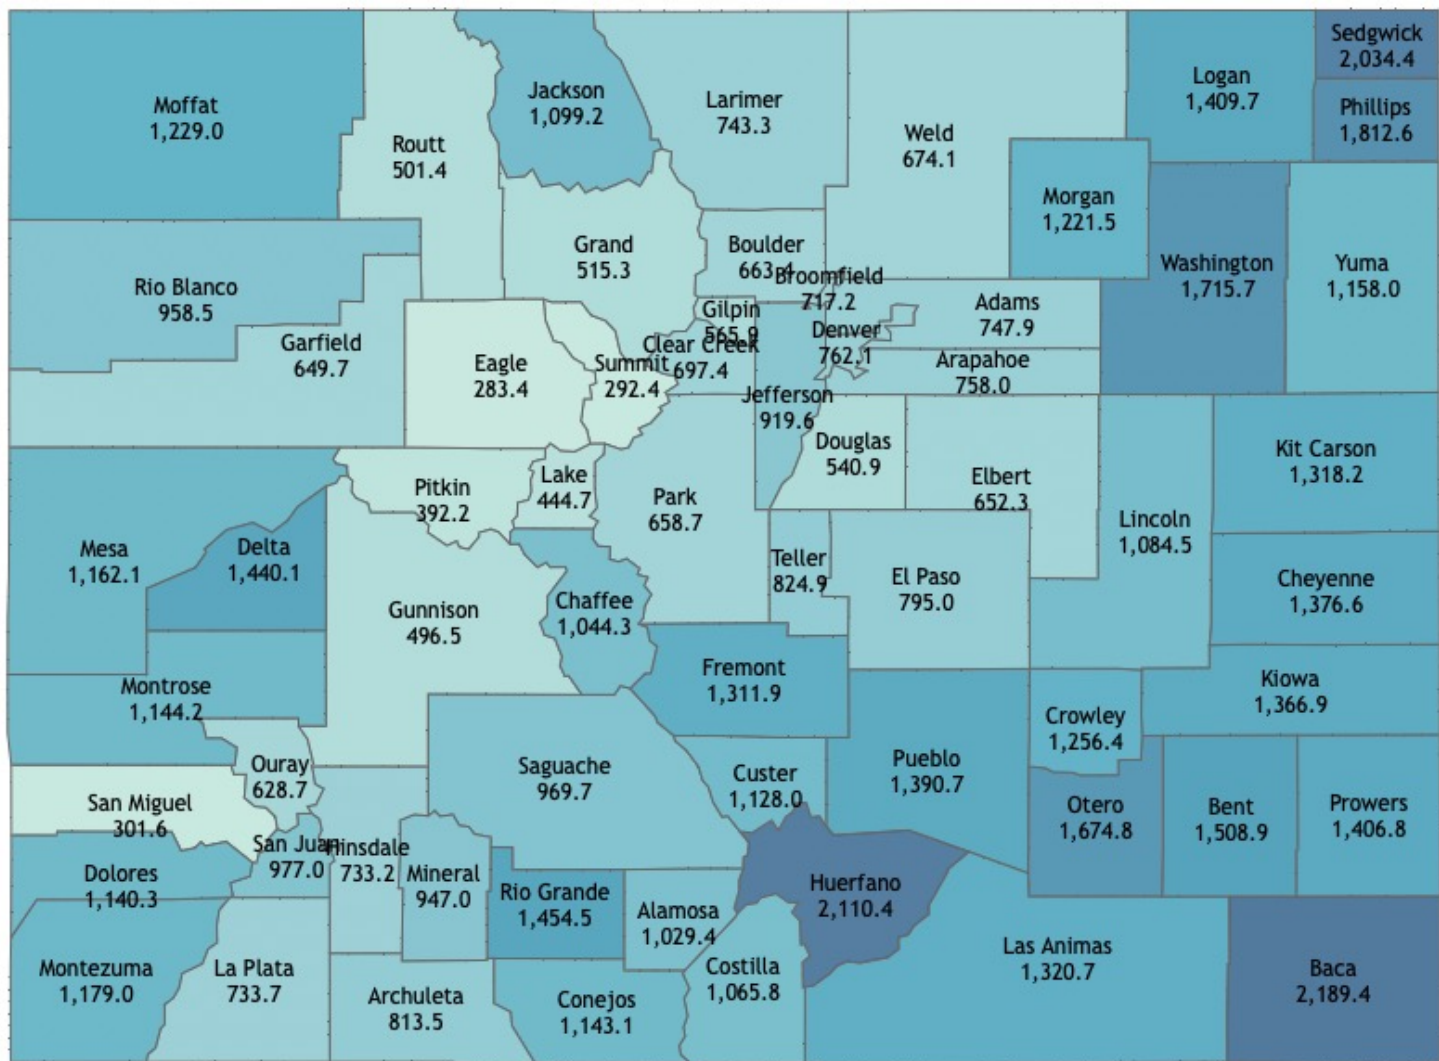 Sedgwick
2,034.4
Logan
1,409.7
Jackson
1,099.2
Larimer
743.3
Moffat
1,229.0
Phillips
1,812.6
Weld
674.1
Routt
501.4
Morgan
1,221.5
Grand
515.3
Boulder
663.4
Washington
1,715.7
Yuma
1,158.0
Rio Blanco
958.5
Broomfield
717.2
Gilpin
565.9
Adams
747.9
Denver
762.1
Garfield
649.7
Clear Creek
697.4
Eagle
283.4
Summit
292.4
Arapahoe
758.0
Jefferson
919.6
Douglas
540.9
Kit Carson
1,318.2
Elbert
652.3
Pitkin
392.2
Lake
444.7
Park
658.7
Lincoln
1,084.5
Mesa
1,162.1
Delta
1,440.1
Teller
824.9
El Paso
795.0
Cheyenne
1,376.6
Chaffee
1,044.3
Gunnison
496.5
Fremont
1,311.9
Kiowa
1,366.9
Montrose
1,144.2
Crowley
1,256.4
Pueblo
1,390.7
Ouray
628.7
Saguache
969.7
Custer
1,128.0
San Miguel
301.6
Otero
1,674.8
Bent
1,508.9
Prowers
1,406.8
San Juan
977.0
Hinsdale
733.2
Dolores
1,140.3
Mineral
947.0
Rio Grande
1,454.5
Huerfano
2,110.4
Alamosa
1,029.4
Las Animas
1,320.7
Montezuma
1,179.0
La Plata
733.7
Costilla
1,065.8
Baca
2,189.4
Archuleta
813.5
Conejos
1,143.1